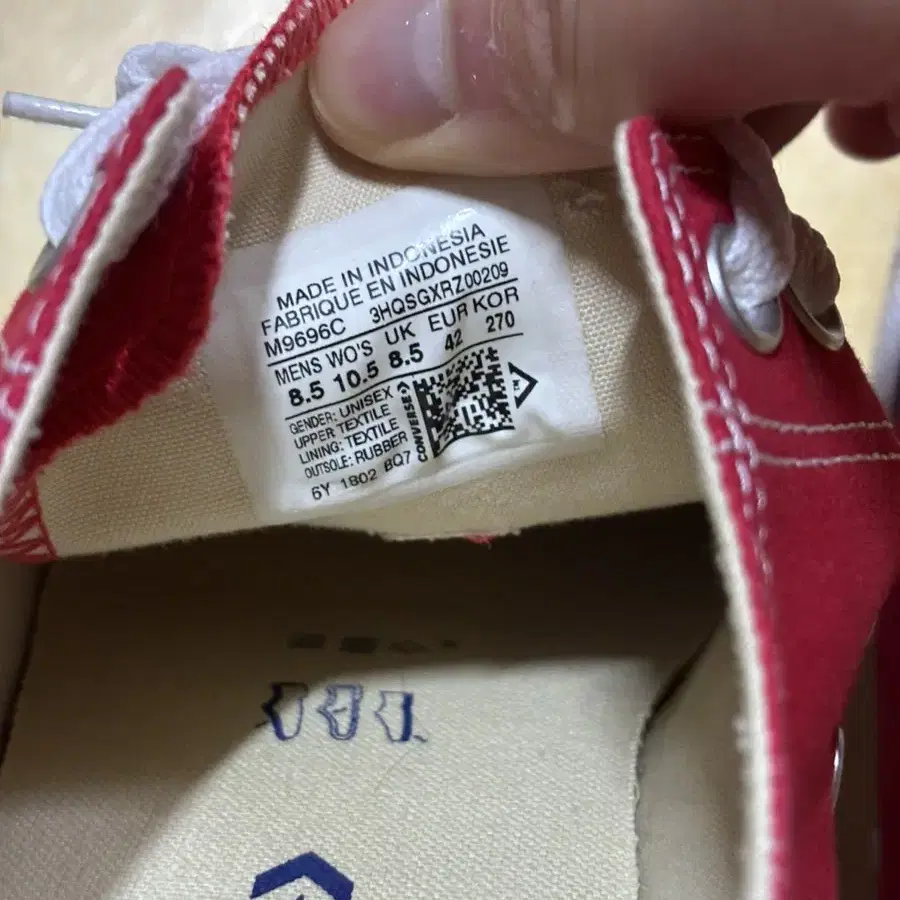 MADE IN INDONESIA
FABRIQUE EN INDONESIE
M9696C 3HQSGXRZ00209
MENS WO'S UK EUR KOR
8.5 10.5 8.5 42 270
GENDER: UNISEX
UPPER TEXTILE
LINING: TEXTILE
OUTSOLE: RUBBER
CONVERSE
TM
6Y 1802 BQ7